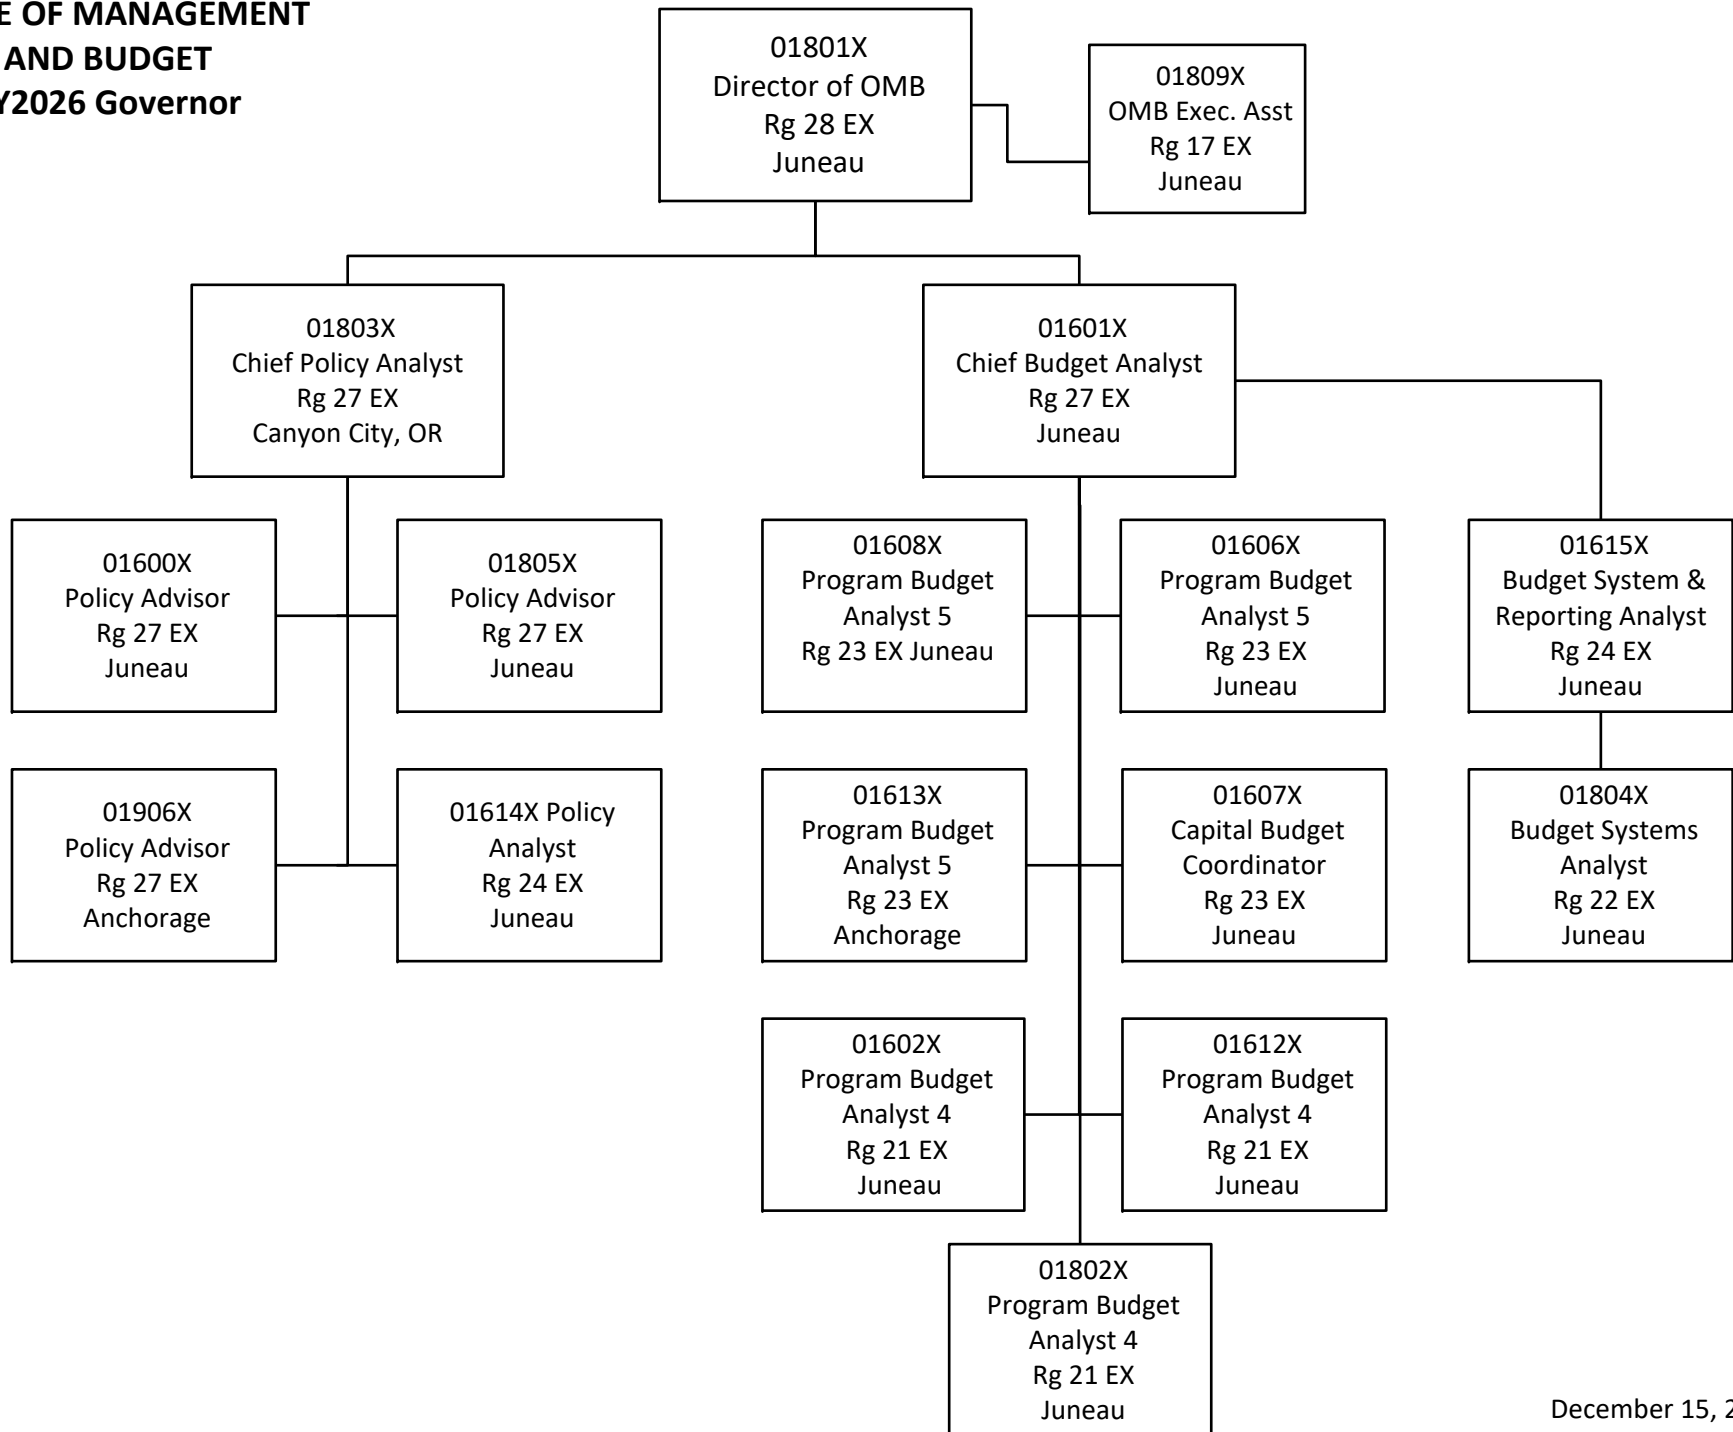 OF MANAGEMENT
AND BUDGET
Y2026 Governor
01801X
Director of OMB
Rg 28 EX
Juneau
01809X
OMB Exec. Asst
Rg 17 EX
Juneau
01803X
Chief Policy Analyst
Rg 27 EX
Canyon City, OR
01601X
Chief Budget Analyst
Rg 27 EX
Juneau
01600X
Policy Advisor
Rg 27 EX
Juneau
01805X
Policy Advisor
Rg 27 EX
Juneau
01608X
Program Budget
Analyst 5
Rg 23 EX Juneau
01606X
Program Budget
Analyst 5
Rg 23 EX
Juneau
01615X
Budget System &
Reporting Analyst
Rg 24 EX
Juneau
01906X
Policy Advisor
Rg 27 EX
Anchorage
01614X Policy
Analyst
Rg 24 EX
Juneau
01613X
Program Budget
Analyst 5
Rg 23 EX
Anchorage
01607X
Capital Budget
Coordinator
Rg 23 EX
Juneau
01804X
Budget Systems
Analyst
Rg 22 EX
Juneau
01602X
Program Budget
Analyst 4
Rg 21 EX
Juneau
01612X
Program Budget
Analyst 4
Rg 21 EX
Juneau
01802X
Program Budget
Analyst 4
Rg 21 EX
Juneau
December 15, 2